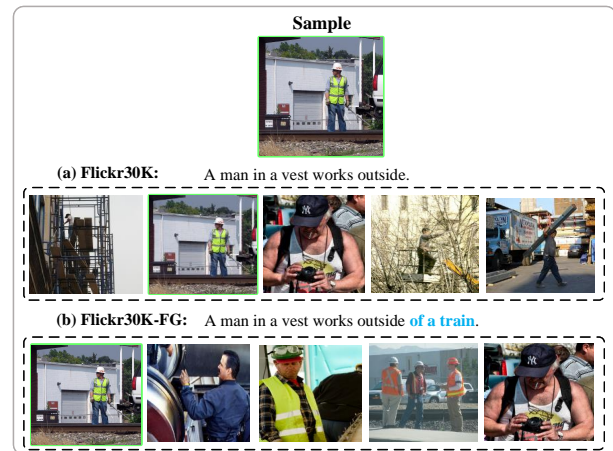 Sample
(a) Flickr30K: A man in a vest works outside.
(b) Flickr30K-FG: A man in a vest works outside of a train.